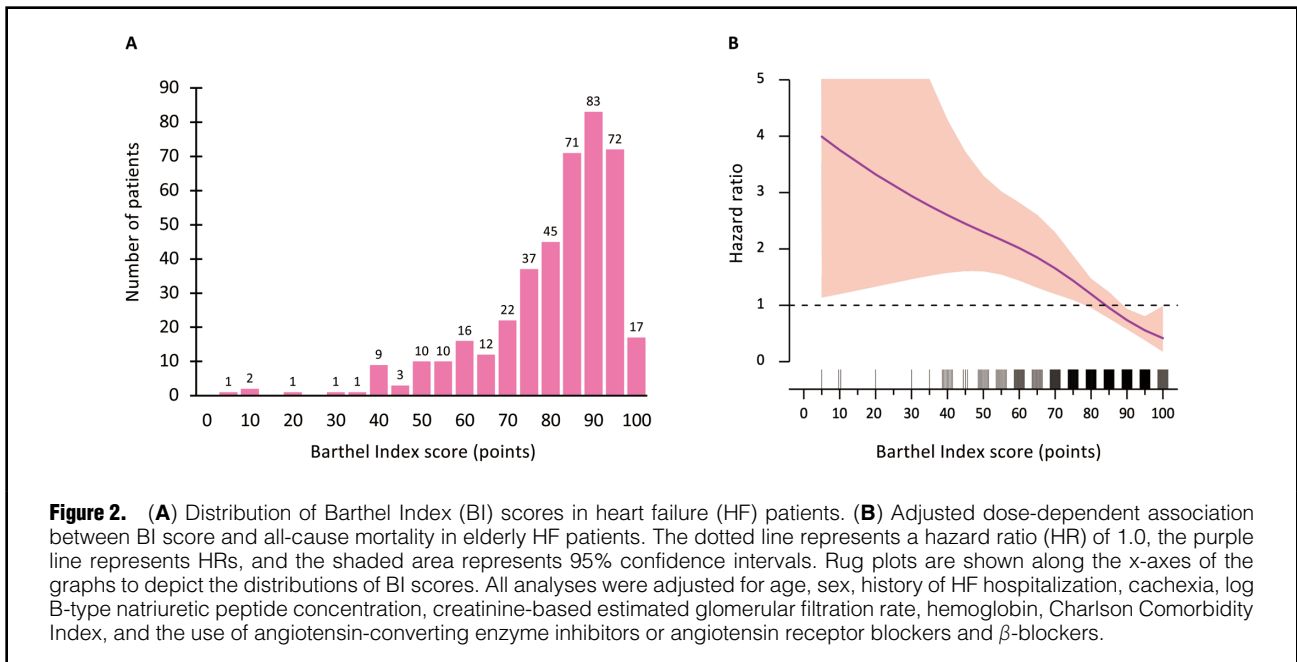 A
B
Number of patients
90
80
70
60
50
40
30
20
10
0
1
2
1
1
1
9
3
10
10
16
12
22
37
45
71
83
72
17
0 10 20 30 40 50 60 70 80 90 100
Barthel Index score (points)
Hazard ratio
5
4
3
2
1
0
0 10 20 30 40 50 60 70 80 90 100
Barthel Index score (points)
Figure 2. (A) Distribution of Barthel Index (BI) scores in heart failure (HF) patients. (B) Adjusted dose-dependent association
between BI score and all-cause mortality in elderly HF patients. The dotted line represents a hazard ratio (HR) of 1.0, the purple
line represents HRs, and the shaded area represents 95% confidence intervals. Rug plots are shown along the x-axes of the
graphs to depict the distributions of BI scores. All analyses were adjusted for age, sex, history of HF hospitalization, cachexia, log
B-type natriuretic peptide concentration, creatinine-based estimated glomerular filtration rate, hemoglobin, Charlson Comorbidity
Index, and the use of angiotensin-converting enzyme inhibitors or angiotensin receptor blockers and β-blockers.